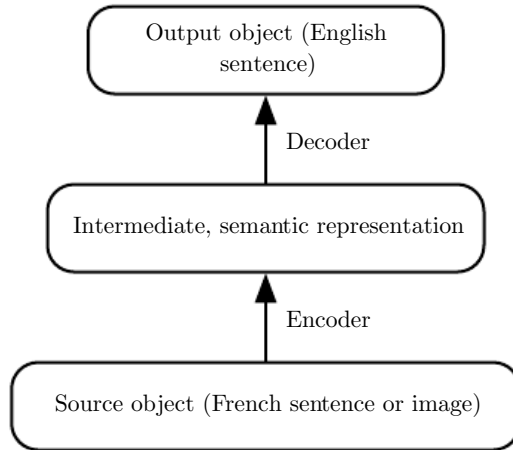 Output object (English
sentence)
Decoder
Intermediate, semantic representation
Encoder
Source object (French sentence or image)